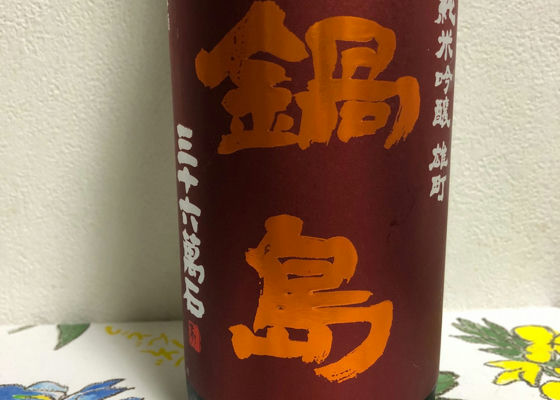 純米吟醸 雄町
鍋島
三十六萬石